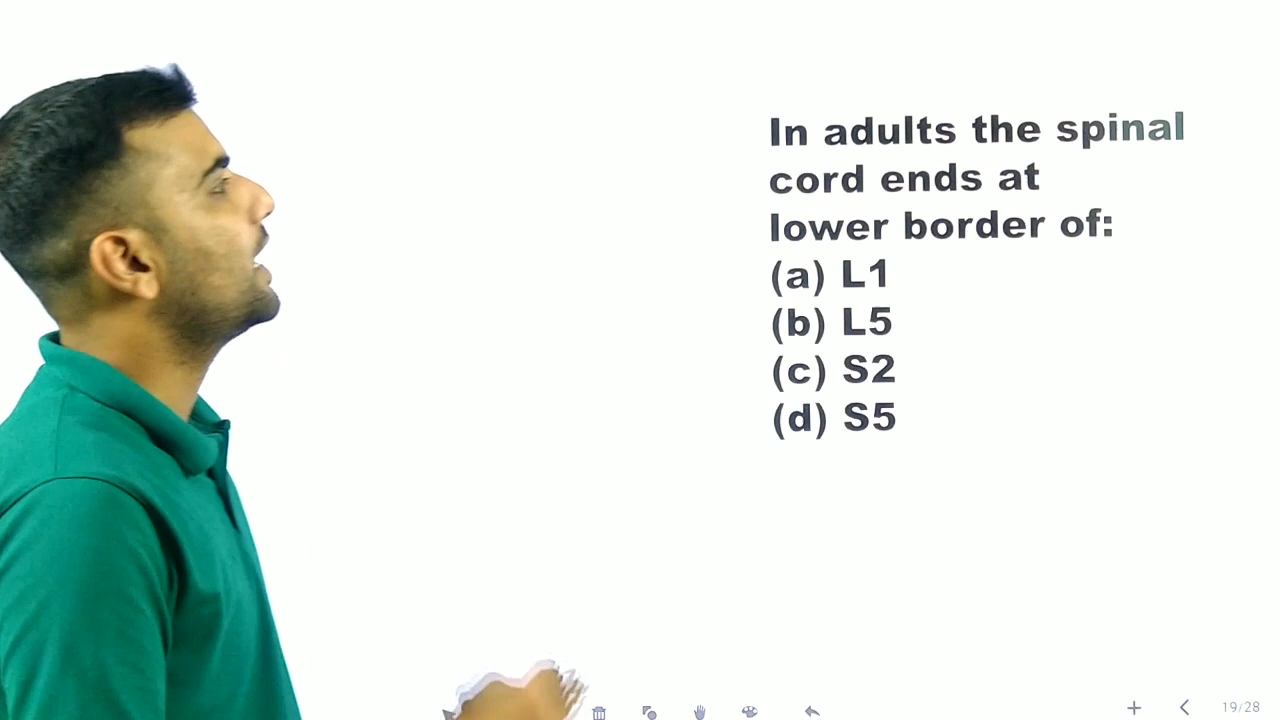 In adults the spinal
cord ends at
lower border of:
(a) L1
(b) L5
(c) S2
(d) S5
19/28